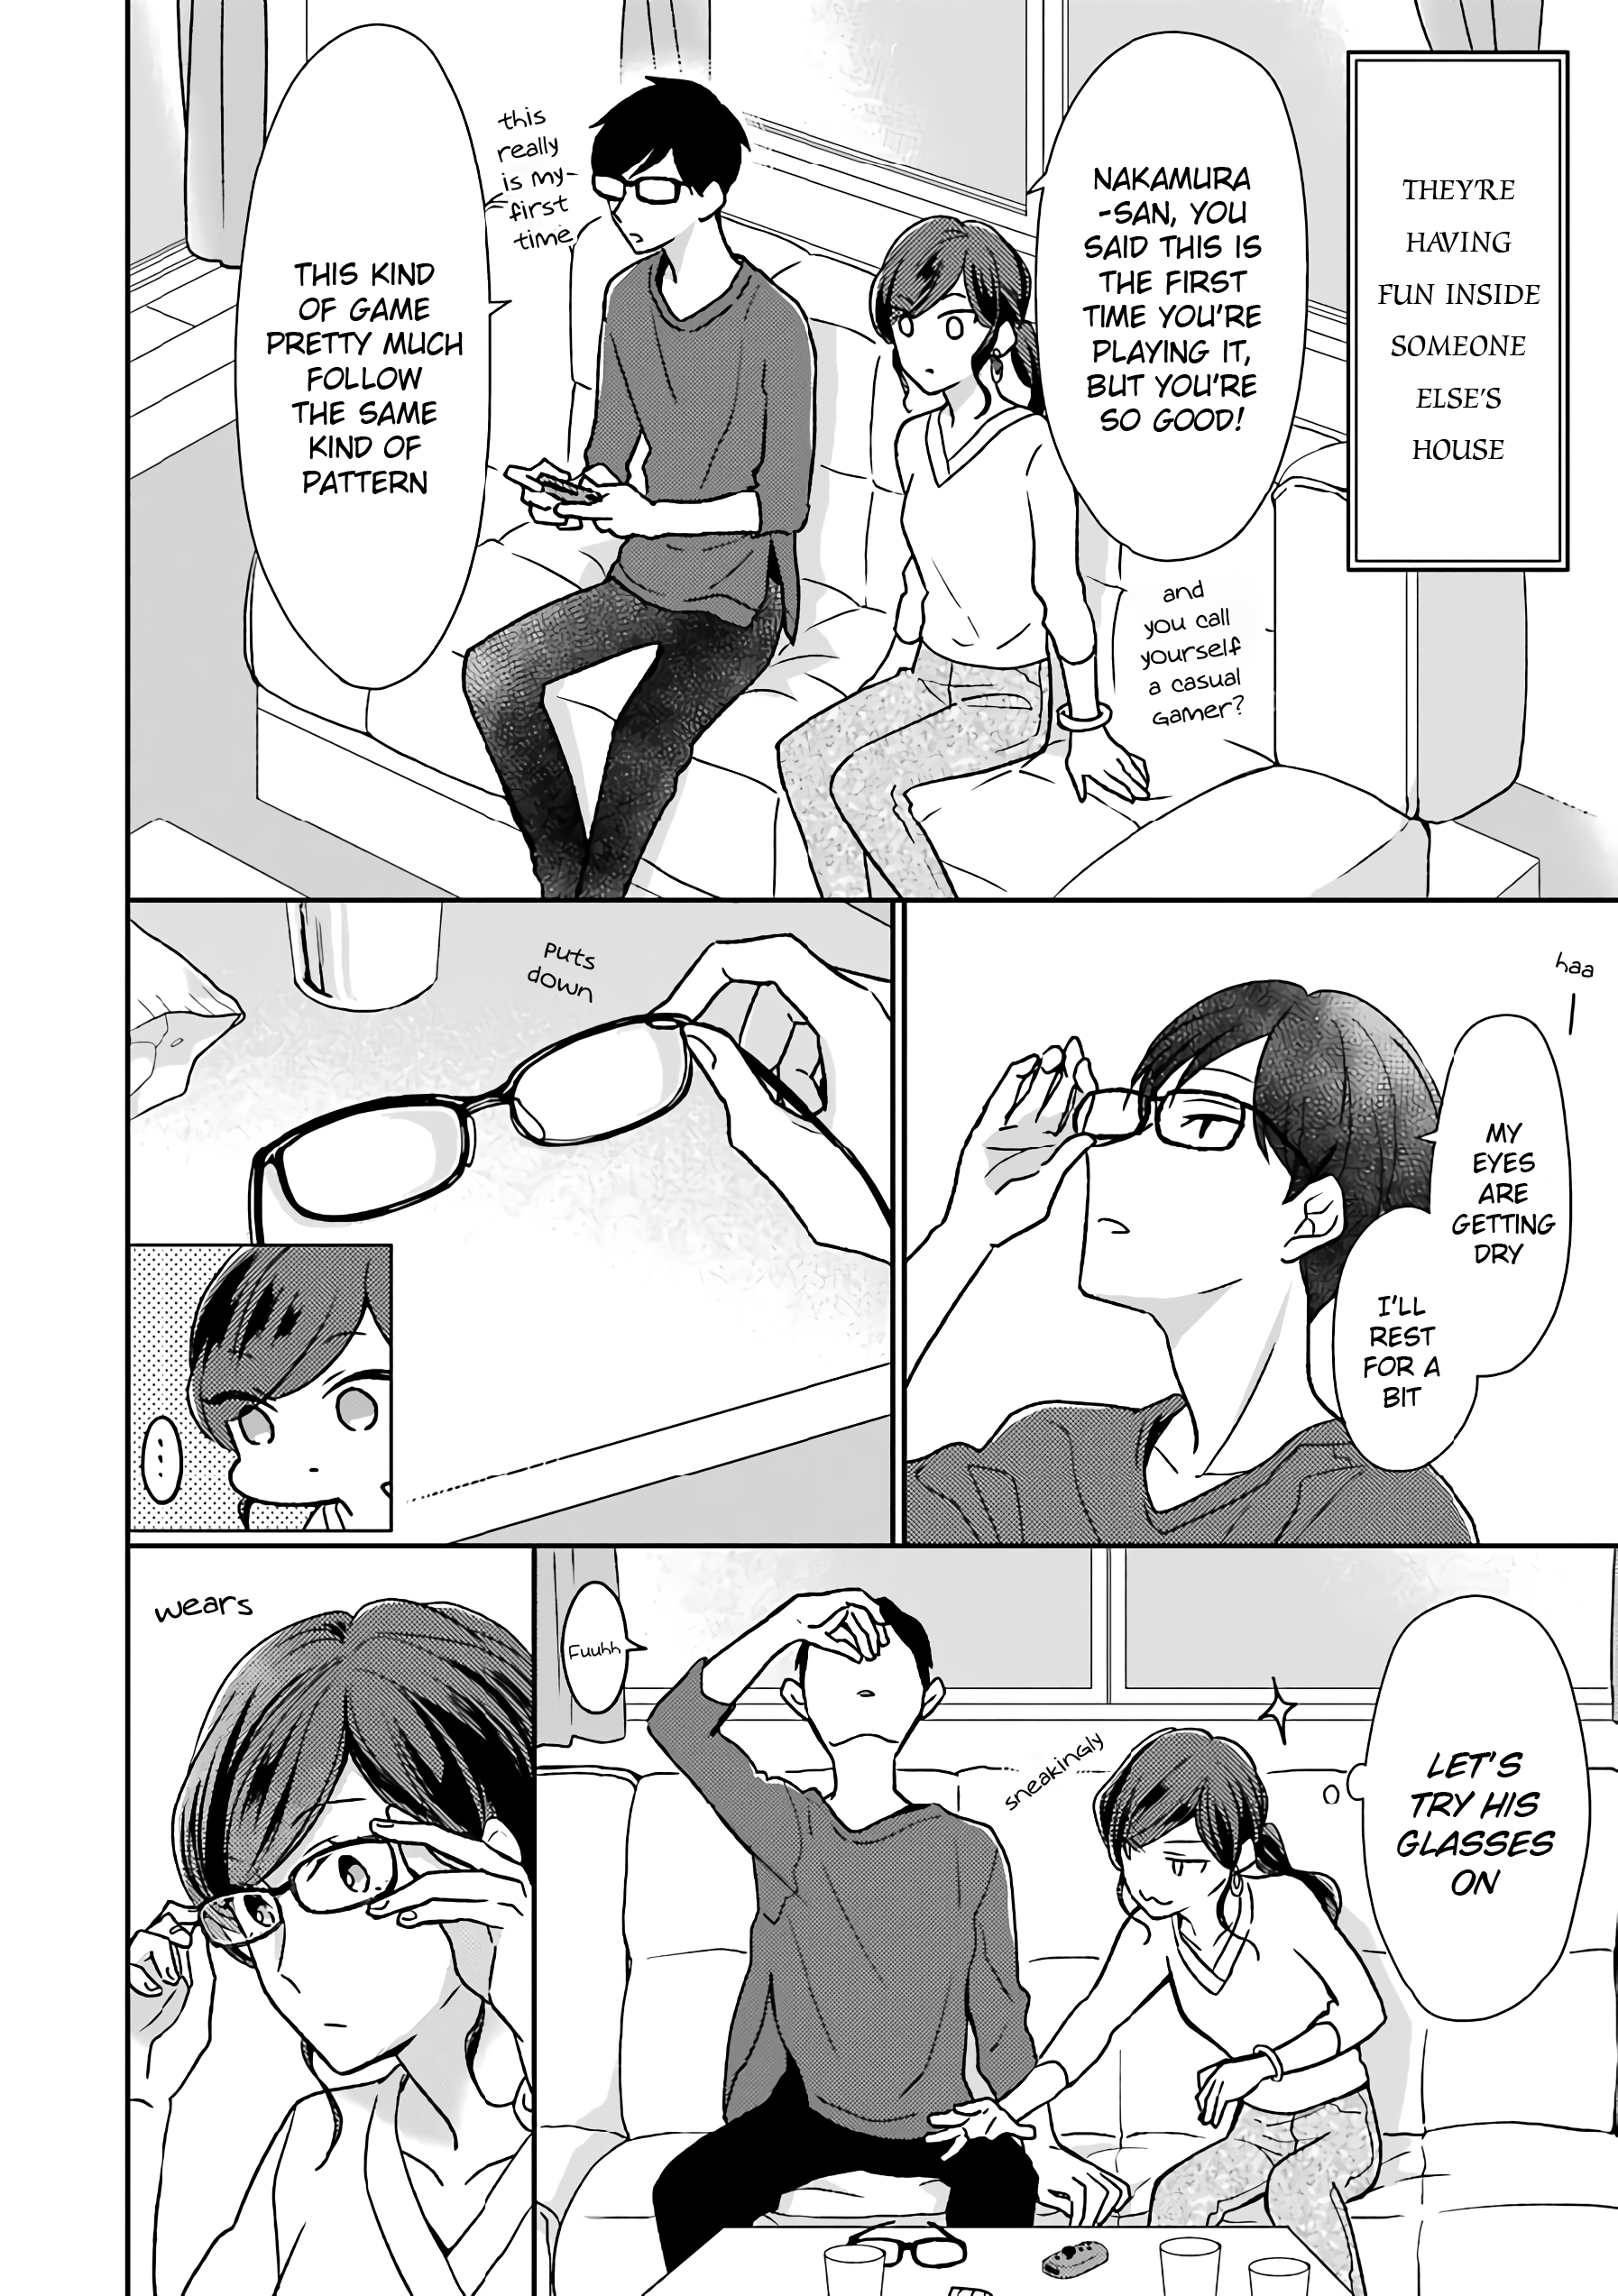 THEY'RE
HAVING
FUN INSIDE
SOMEONE
ELSE'S
HOUSE
NAKAMURA
-SAN, YOU
SAID THIS IS
THE FIRST
TIME YOU'RE
PLAYING IT,
BUT YOU'RE
SO GOOD!
and
you call
yourself
a casual
gamer?
this
really
is my
first
time
THIS KIND
OF GAME
PRETTY MUCH
FOLLOW
THE SAME
KIND OF
PATTERN
haa
MY
EYES
ARE
GETTING
DRY
I'LL
REST
FOR A
BIT
puts
down
...
LET'S
TRY HIS
GLASSES
ON
sneakingly
Fuuhh
wears